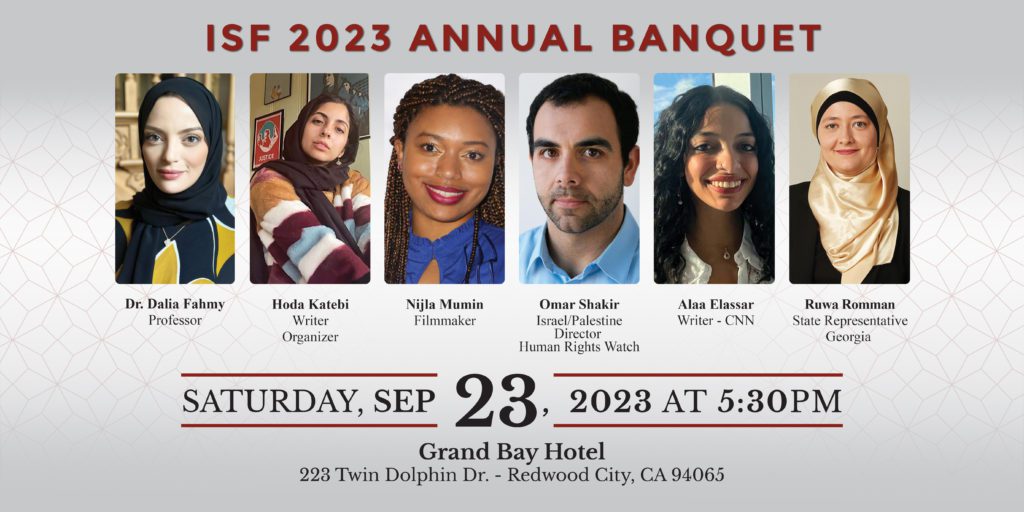 ISF 2023 ANNUAL BANQUET
JUSTICE
Dr. Dalia Fahmy
Professor
Hoda Katebi
Writer
Organizer
Nijla Mumin
Filmmaker
Omar Shakir
Israel/Palestine
Director
Human Rights Watch
Alaa Elassar
Writer - CNN
Ruwa Romman
State Representative
Georgia
SATURDAY, SEP 23, 2023 AT 5:30PM
Grand Bay Hotel
223 Twin Dolphin Dr. - Redwood City, CA 94065